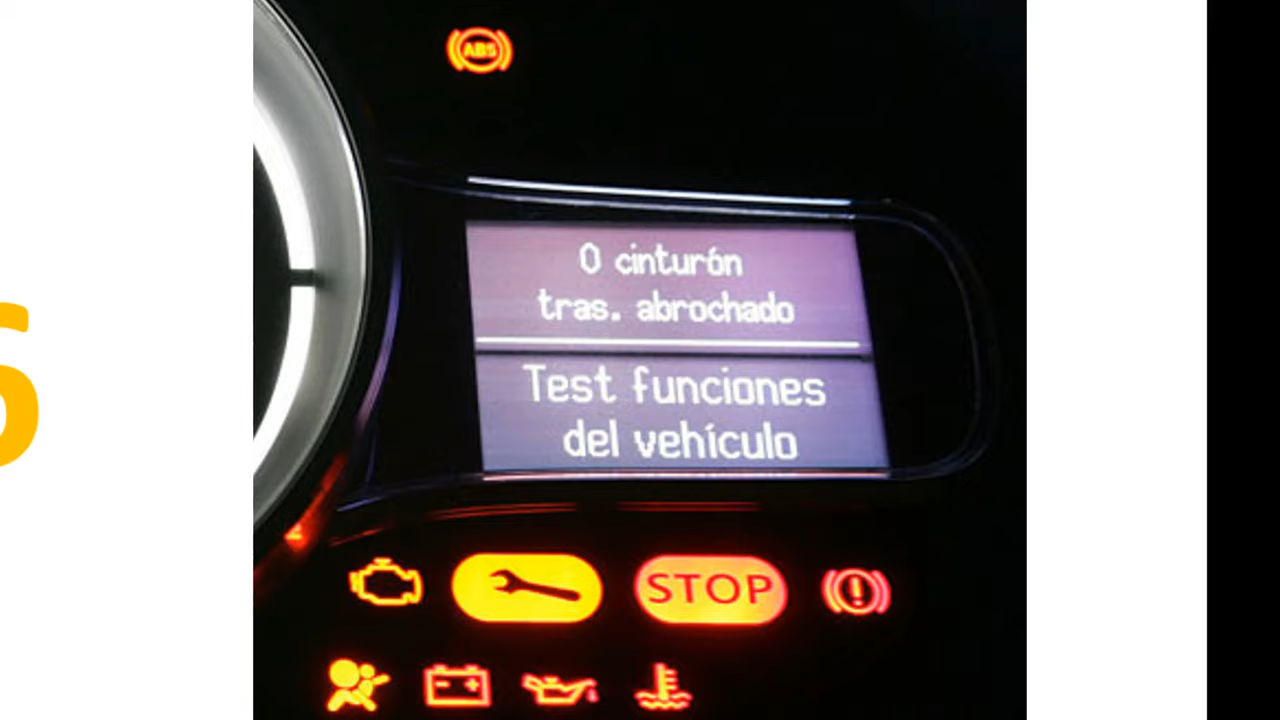 ABS
0 cinturón
tras. abrochado
Test funciones
del vehículo
STOP